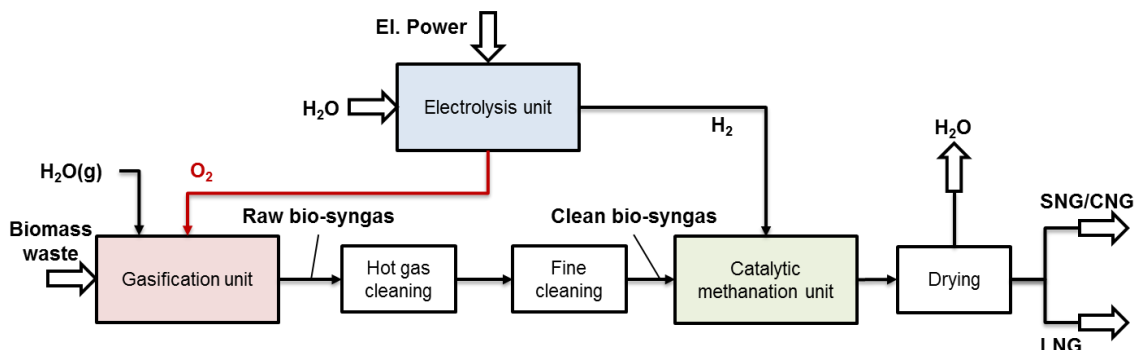 El. Power
H₂O
Electrolysis unit
H₂
H₂O
H₂O(g)
O₂
SNG/CNG
Raw bio-syngas
Clean bio-syngas
Biomass
waste
Gasification unit
Hot gas
cleaning
Fine
cleaning
Catalytic
methanation unit
Drying
LNG